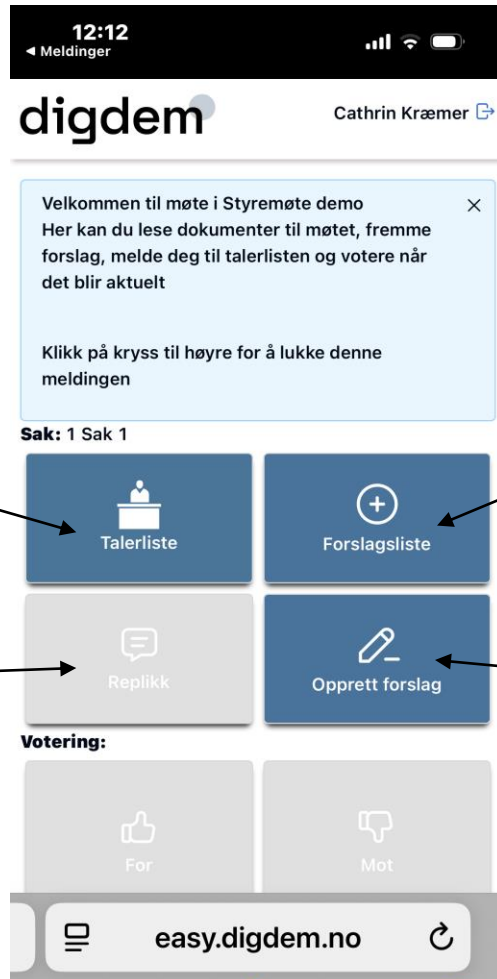 12:12
◀ Meldinger
digdem
Cathrin Kræmer
Velkommen til møte i Styremøte demo
Her kan du lese dokumenter til møtet, fremme
forslag, melde deg til talerlisten og votere når
det blir aktuelt
Klikk på kryss til høyre for å lukke denne
meldingen
Sak: 1 Sak 1
Talerliste
Forslagsliste
Replikk
Opprett forslag
Votering:
For
Mot
easy.digdem.no